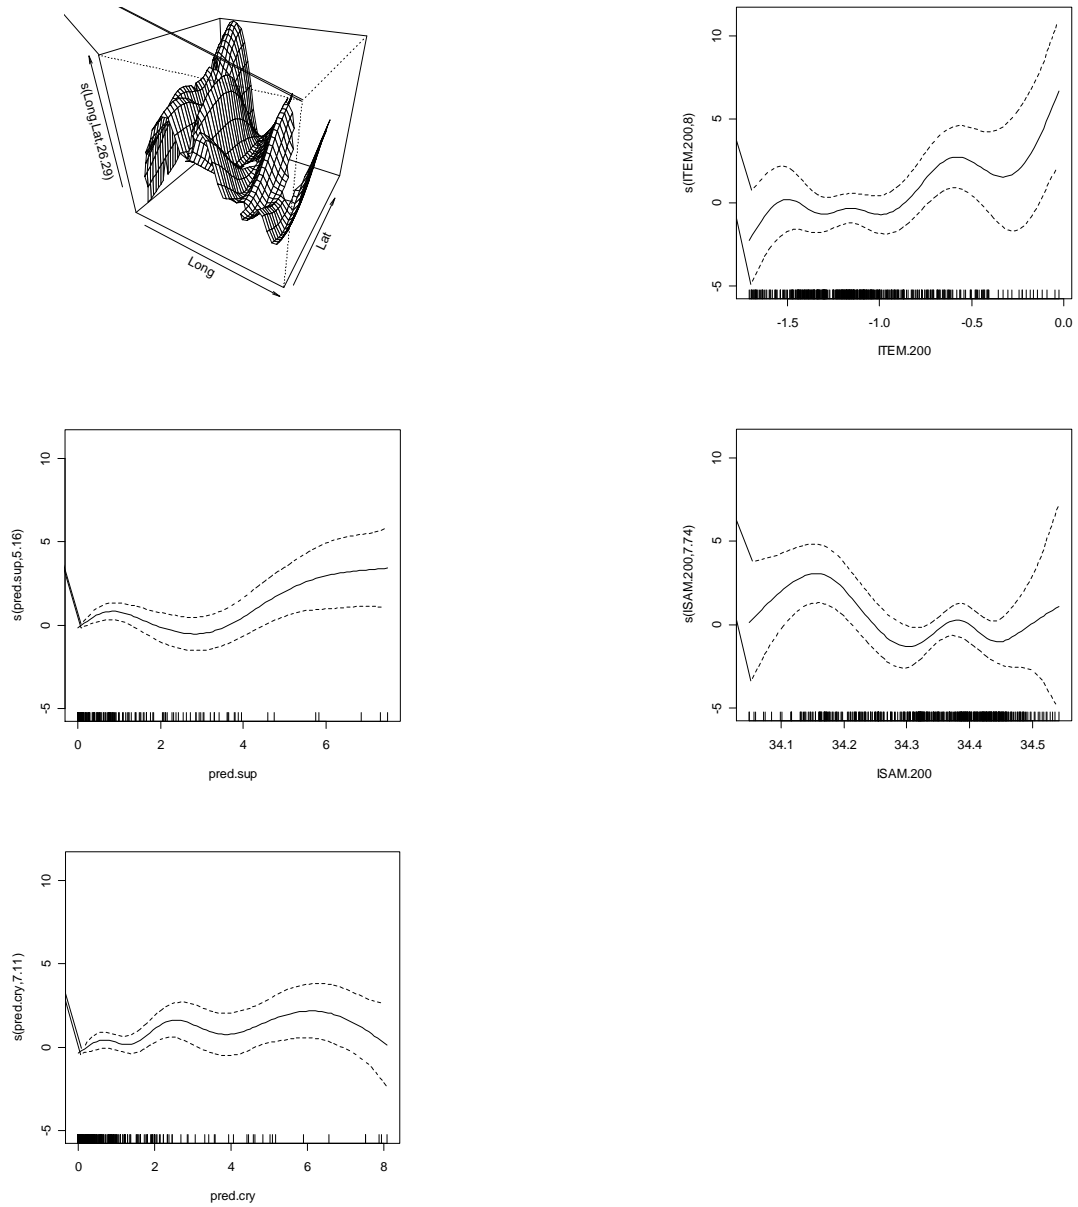 s(Long,Lat,26.29)
Long
Lat
s(ITEM.200,8)
10
5
0
-5
-1.5 -1.0 -0.5 0.0
ITEM.200
s(pred.sup,5.16)
10
5
0
-5
0 2 4 6
pred.sup
s(ISAM.200,7.74)
10
5
0
-5
34.1 34.2 34.3 34.4 34.5
ISAM.200
s(pred.cry,7.11)
10
5
0
-5
0 2 4 6 8
pred.cry